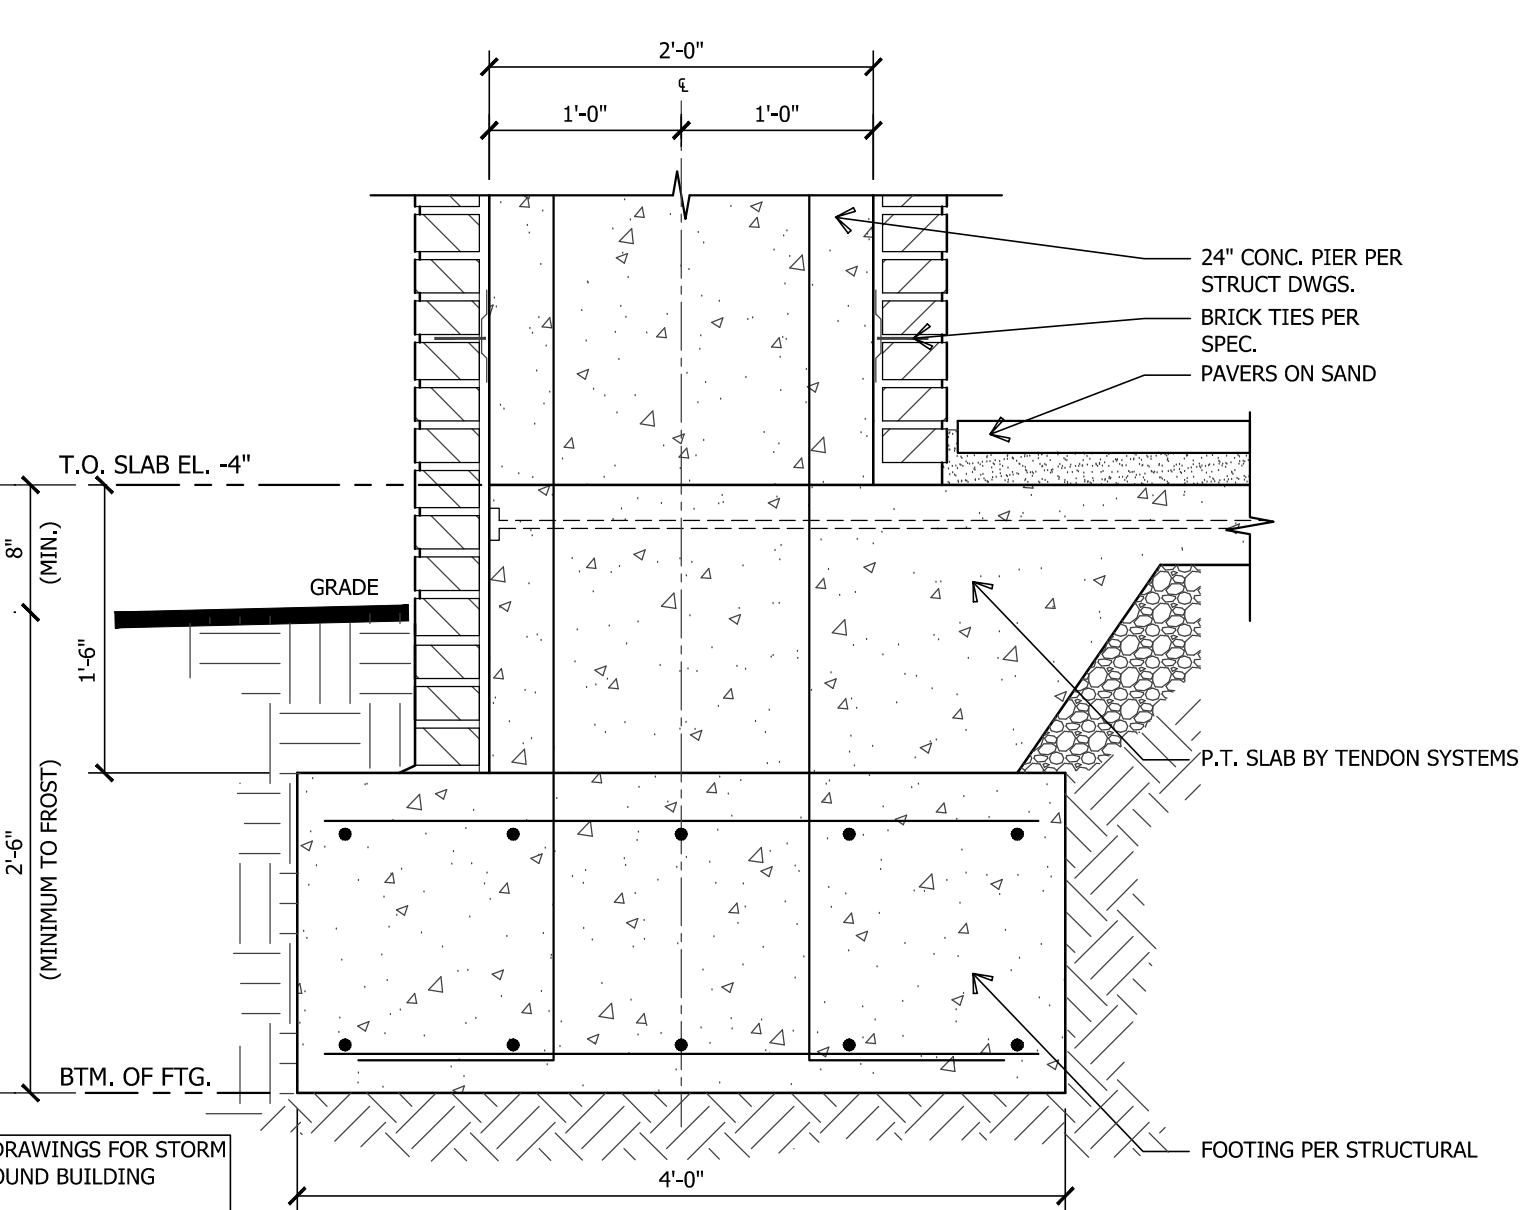 2'-0"
℄
1'-0"
1'-0"
24" CONC. PIER PER
STRUCT DWGS.
BRICK TIES PER
SPEC.
PAVERS ON SAND
T.O. SLAB EL. -4"
8"
(MIN.)
GRADE
1'-6"
P.T. SLAB BY TENDON SYSTEMS
2'-6"
(MINIMUM TO FROST)
BTM. OF FTG.
DRAWINGS FOR STORM
OUND BUILDING
FOOTING PER STRUCTURAL
4'-0"